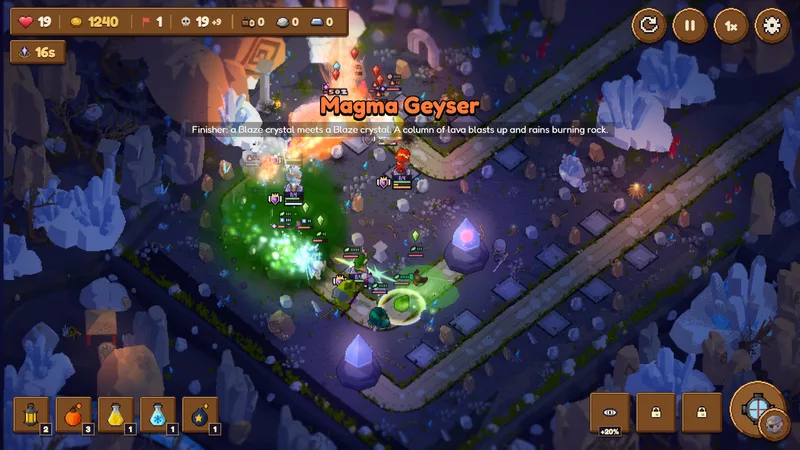 19 1240 1 19 +9 0 0 0
1x
16s
Magma Geyser
Finisher: a Blaze crystal meets a Blaze crystal. A column of lava blasts up and rains burning rock.
2 3 1 1 1
+20%